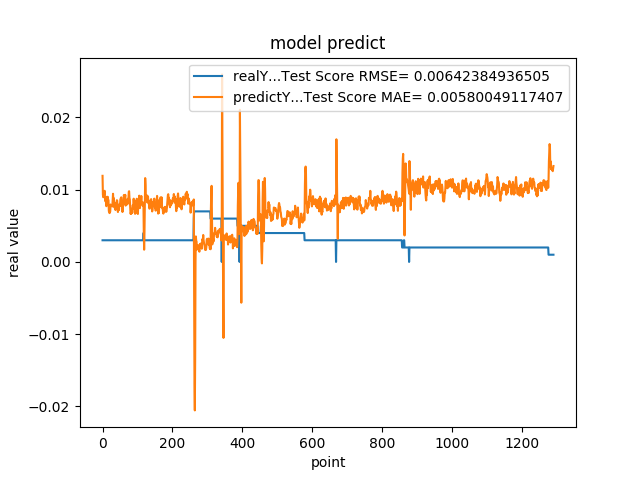 model predict
realY...Test Score RMSE= 0.00642384936505
predictY...Test Score MAE= 0.00580049117407
real value
0.02
0.01
0.00
−0.01
−0.02
0 200 400 600 800 1000 1200
point